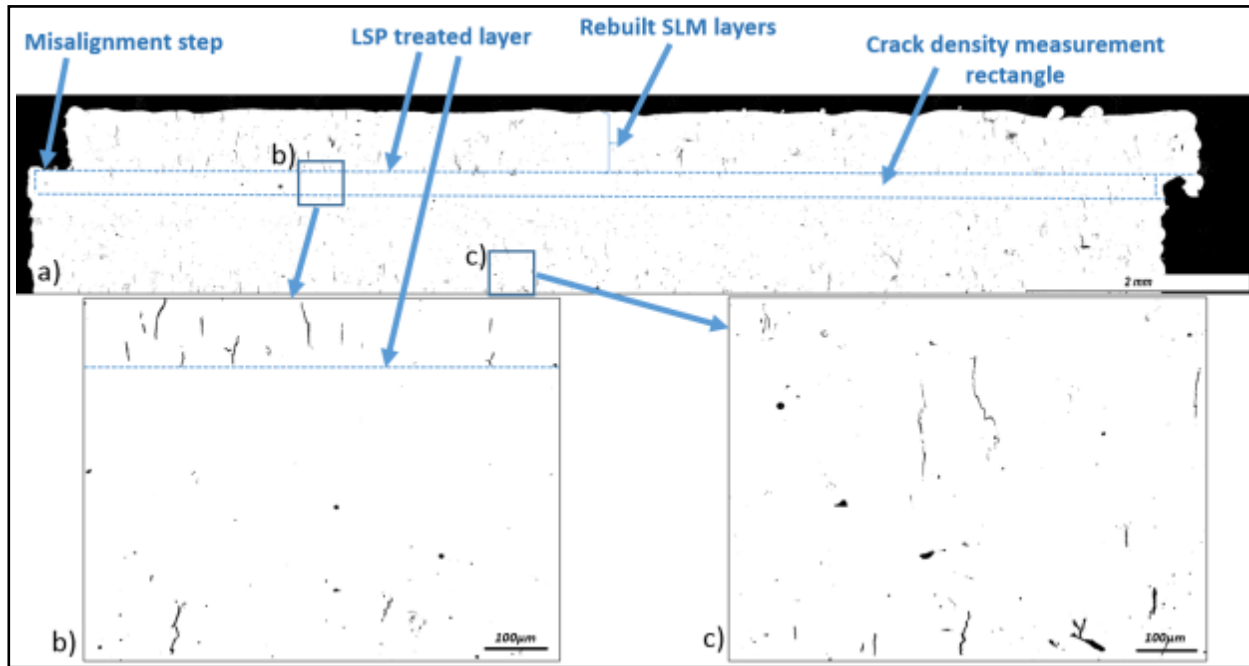 Misalignment step
LSP treated layer
Rebuilt SLM layers
Crack density measurement
rectangle
b)
c)
a)
2 mm
b)
100µm
c)
100µm